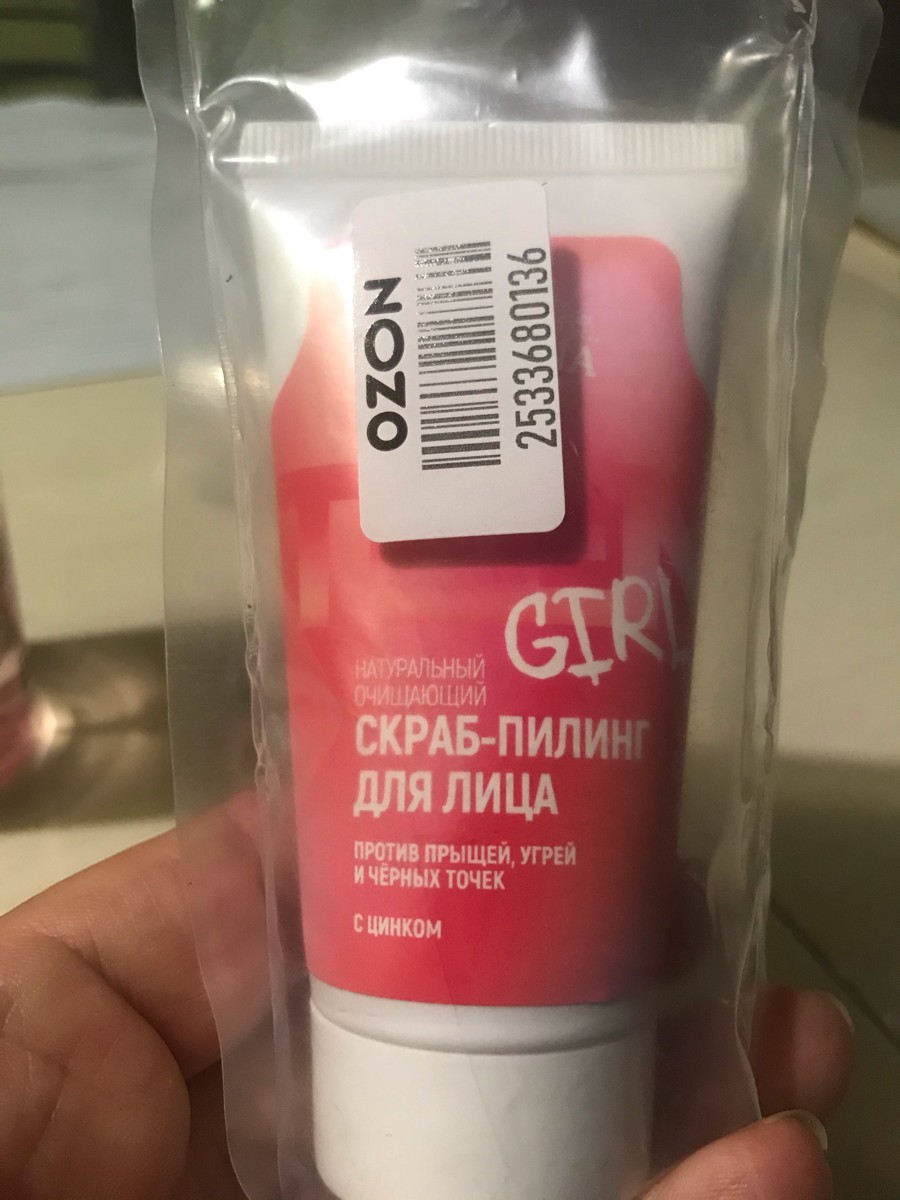 OZON
2533680136
GIRL
НАТУРАЛЬНЫЙ
ОЧИЩАЮЩИЙ
СКРАБ-ПИЛИНГ
ДЛЯ ЛИЦА
ПРОТИВ ПРЫЩЕЙ, УГРЕЙ
И ЧЁРНЫХ ТОЧЕК
С ЦИНКОМ